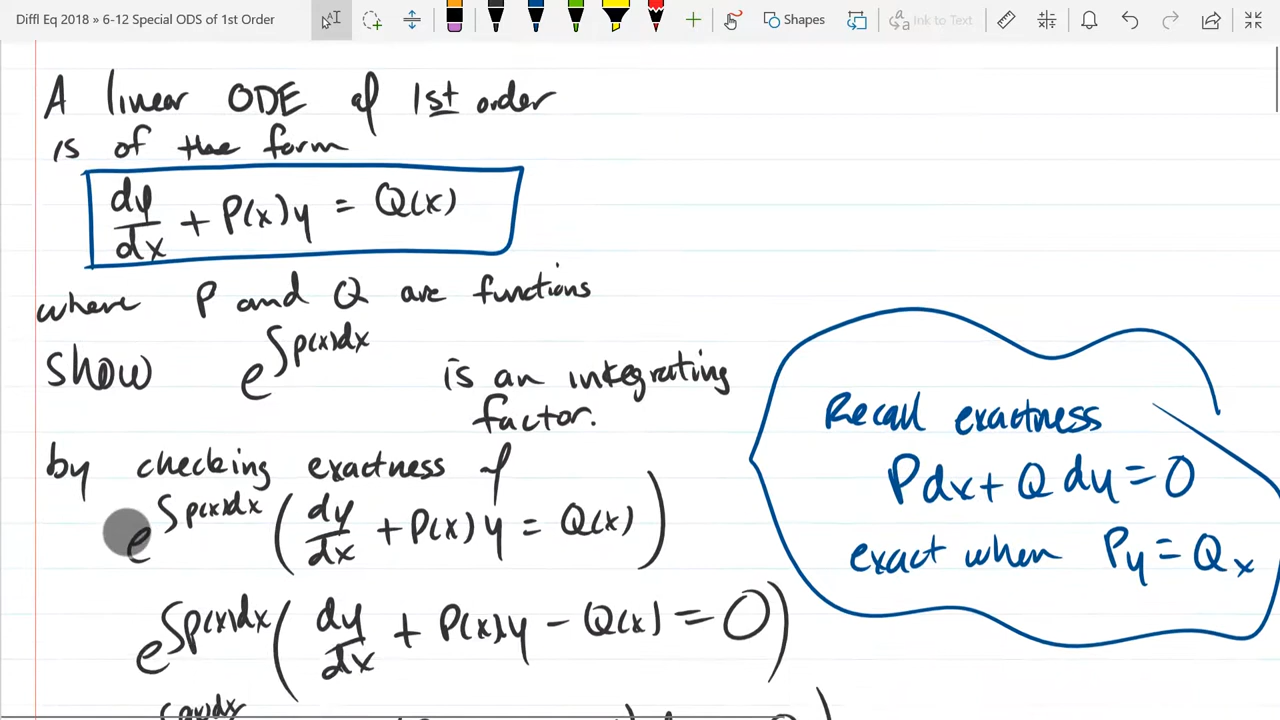 Diffl Eq 2018 » 6-12 Special ODS of 1st Order
Shapes
Ink to Text
A linear ODE of 1st order
is of the form
dy/dx + P(x)y = Q(x)
where P and Q are functions
Show e^∫p(x)dx is an integrating
factor.
by checking exactness of
e^∫p(x)dx ( dy/dx + P(x)y = Q(x) )
e^∫p(x)dx ( dy/dx + P(x)y - Q(x) = 0 )
Recall exactness
Pdx + Q dy = 0
exact when Py = Qx